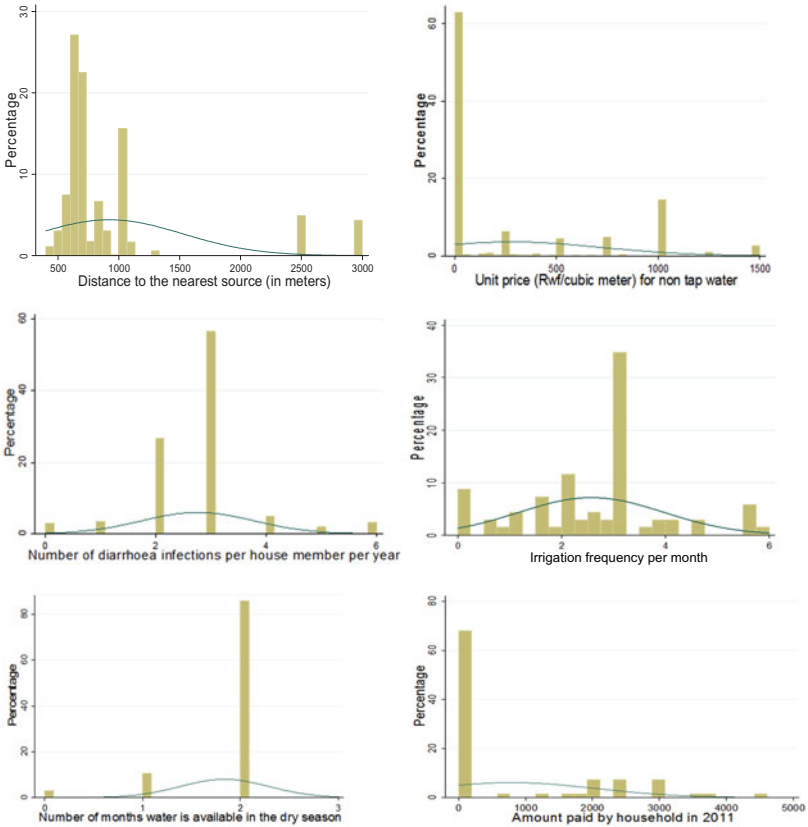 Percentage
30
20
10
0
500 1000 1500 2000 2500 3000
Distance to the nearest source (in meters)
Percentage
60
40
20
0
0 500 1000 1500
Unit price (Rwf/cubic meter) for non tap water
Percentage
60
40
20
0
0 2 4 6
Number of diarrhoea infections per house member per year
Percentage
40
30
20
10
0
0 2 4 6
Irrigation frequency per month
Percentage
80
60
40
20
0
0 1 2 3
Number of months water is available in the dry season
Percentage
80
60
40
20
0
0 1000 2000 3000 4000 5000
Amount paid by household in 2011